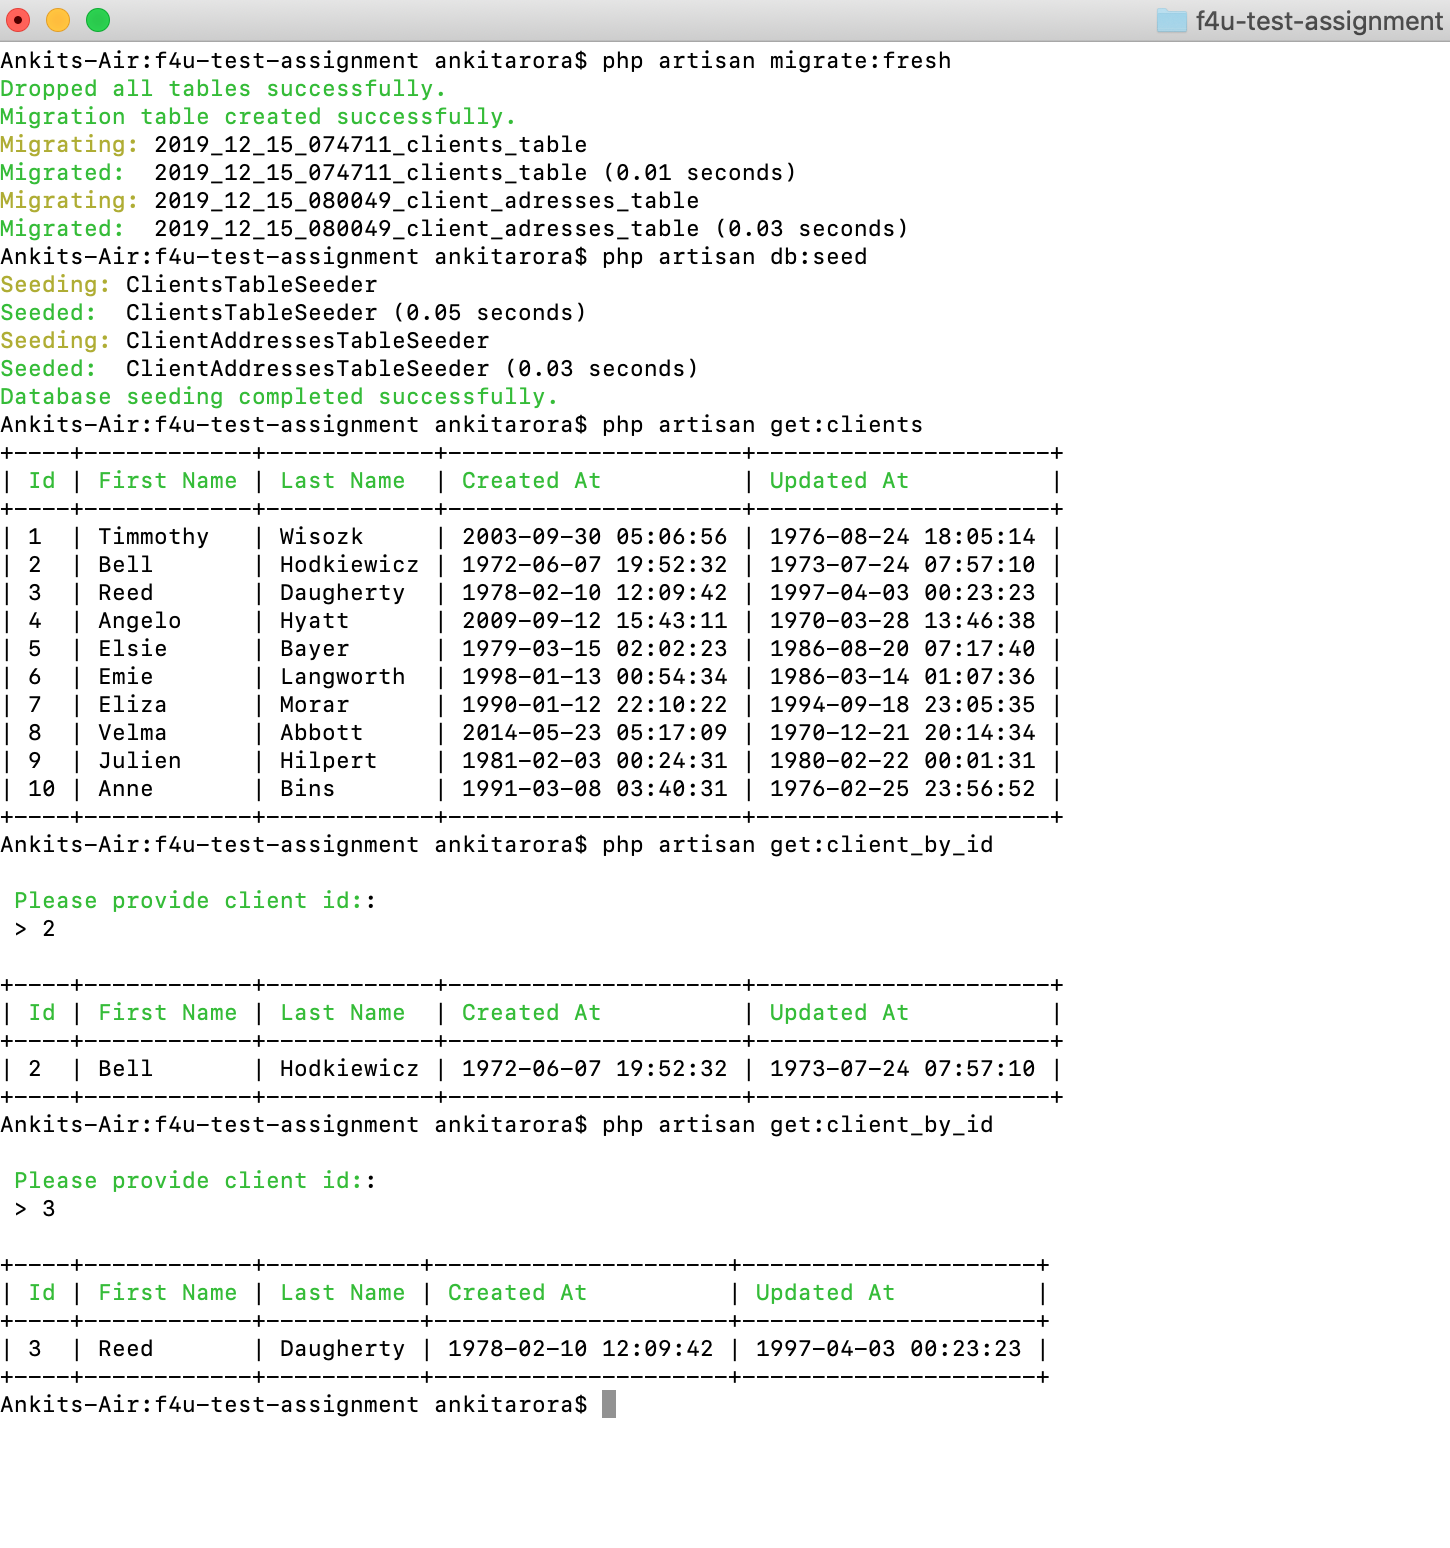 f4u-test-assignment
Ankits-Air:f4u-test-assignment ankitarora$ php artisan migrate:fresh
Dropped all tables successfully.
Migration table created successfully.
Migrating: 2019_12_15_074711_clients_table
Migrated:  2019_12_15_074711_clients_table (0.01 seconds)
Migrating: 2019_12_15_080049_client_adresses_table
Migrated:  2019_12_15_080049_client_adresses_table (0.03 seconds)
Ankits-Air:f4u-test-assignment ankitarora$ php artisan db:seed
Seeding: ClientsTableSeeder
Seeded:  ClientsTableSeeder (0.05 seconds)
Seeding: ClientAddressesTableSeeder
Seeded:  ClientAddressesTableSeeder (0.03 seconds)
Database seeding completed successfully.
Ankits-Air:f4u-test-assignment ankitarora$ php artisan get:clients
+----+------------+------------+---------------------+---------------------+
| Id | First Name | Last Name  | Created At          | Updated At          |
+----+------------+------------+---------------------+---------------------+
| 1  | Timmothy   | Wisozk     | 2003-09-30 05:06:56 | 1976-08-24 18:05:14 |
| 2  | Bell       | Hodkiewicz | 1972-06-07 19:52:32 | 1973-07-24 07:57:10 |
| 3  | Reed       | Daugherty  | 1978-02-10 12:09:42 | 1997-04-03 00:23:23 |
| 4  | Angelo     | Hyatt      | 2009-09-12 15:43:11 | 1970-03-28 13:46:38 |
| 5  | Elsie      | Bayer      | 1979-03-15 02:02:23 | 1986-08-20 07:17:40 |
| 6  | Emie       | Langworth  | 1998-01-13 00:54:34 | 1986-03-14 01:07:36 |
| 7  | Eliza      | Morar      | 1990-01-12 22:10:22 | 1994-09-18 23:05:35 |
| 8  | Velma      | Abbott     | 2014-05-23 05:17:09 | 1970-12-21 20:14:34 |
| 9  | Julien     | Hilpert    | 1981-02-03 00:24:31 | 1980-02-22 00:01:31 |
| 10 | Anne       | Bins       | 1991-03-08 03:40:31 | 1976-02-25 23:56:52 |
+----+------------+------------+---------------------+---------------------+
Ankits-Air:f4u-test-assignment ankitarora$ php artisan get:client_by_id
Please provide client id::
> 2
+----+------------+------------+---------------------+---------------------+
| Id | First Name | Last Name  | Created At          | Updated At          |
+----+------------+------------+---------------------+---------------------+
| 2  | Bell       | Hodkiewicz | 1972-06-07 19:52:32 | 1973-07-24 07:57:10 |
+----+------------+------------+---------------------+---------------------+
Ankits-Air:f4u-test-assignment ankitarora$ php artisan get:client_by_id
Please provide client id::
> 3
+----+------------+-----------+---------------------+---------------------+
| Id | First Name | Last Name | Created At          | Updated At          |
+----+------------+-----------+---------------------+---------------------+
| 3  | Reed       | Daugherty | 1978-02-10 12:09:42 | 1997-04-03 00:23:23 |
+----+------------+-----------+---------------------+---------------------+
Ankits-Air:f4u-test-assignment ankitarora$